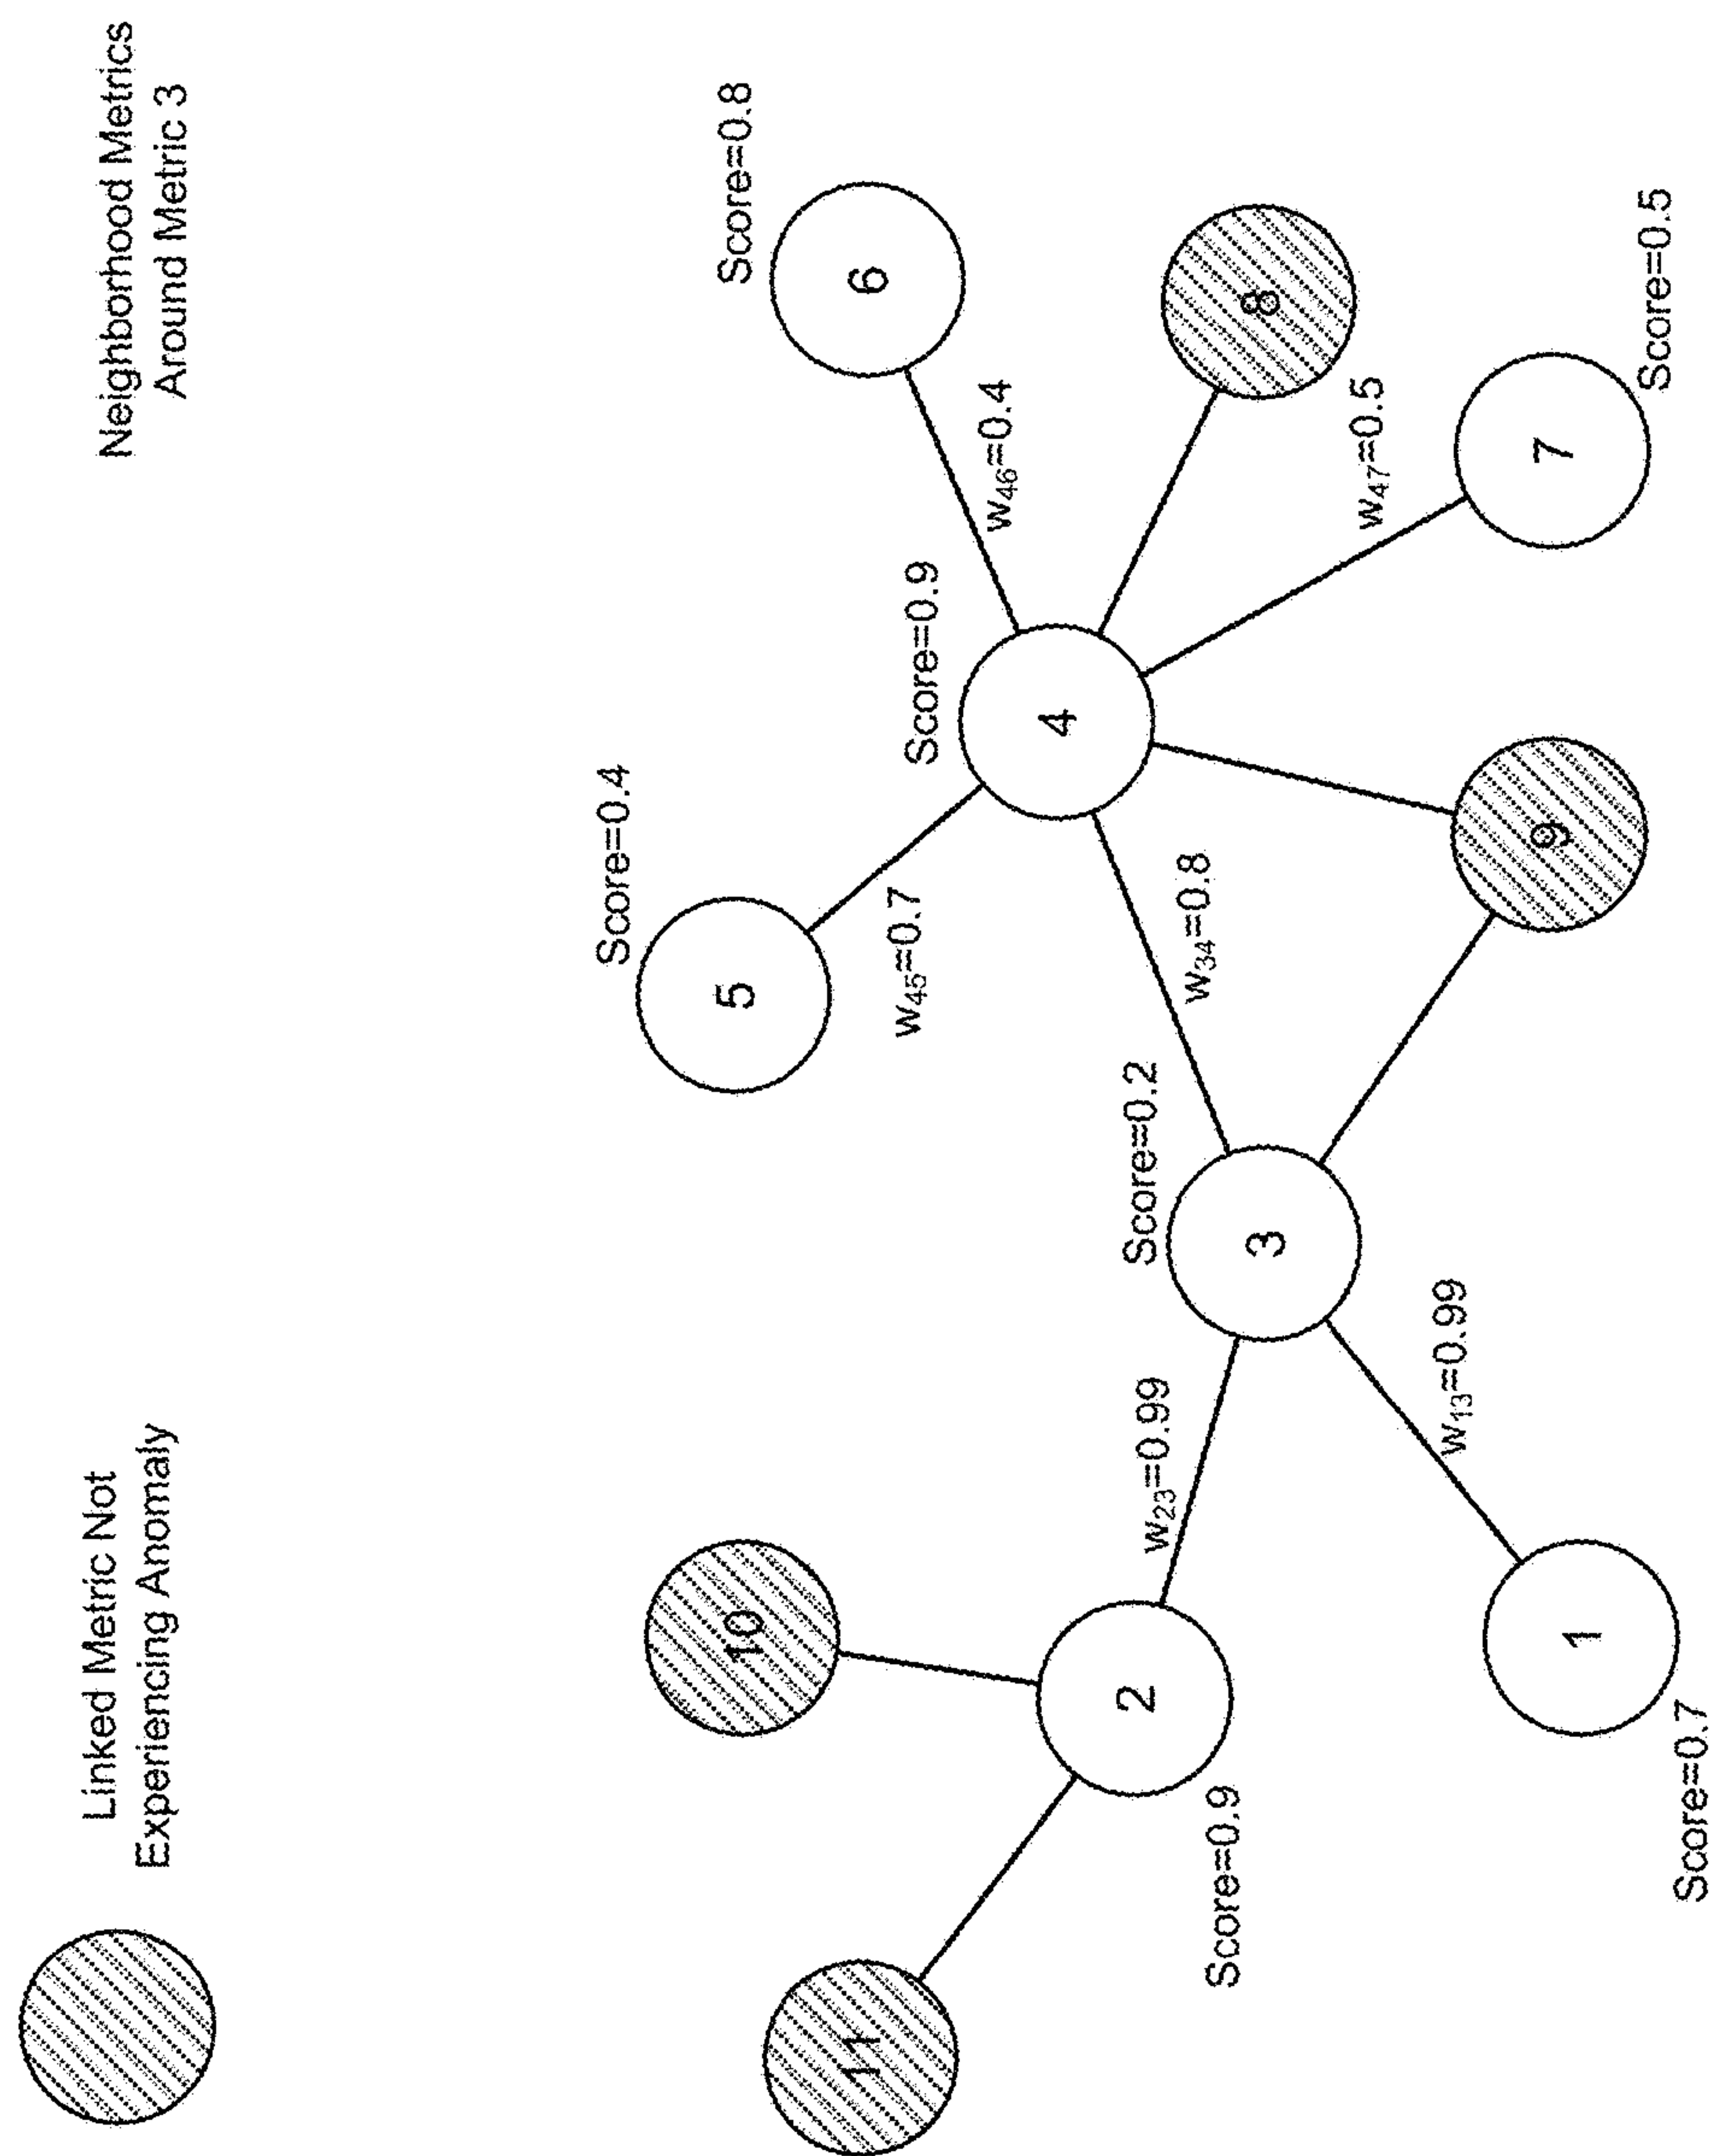 Linked Metric Not
Experiencing Anomaly
Neighborhood Metrics
Around Metric 3
11
10
2
Score=0.9
w₂₃=0.99
1
Score=0.7
w₁₃=0.99
3
Score=0.2
w₃₄=0.8
9
5
Score=0.4
w₄₅=0.7
4
Score=0.9
w₄₆=0.4
6
Score=0.8
8
w₄₇=0.5
7
Score=0.5